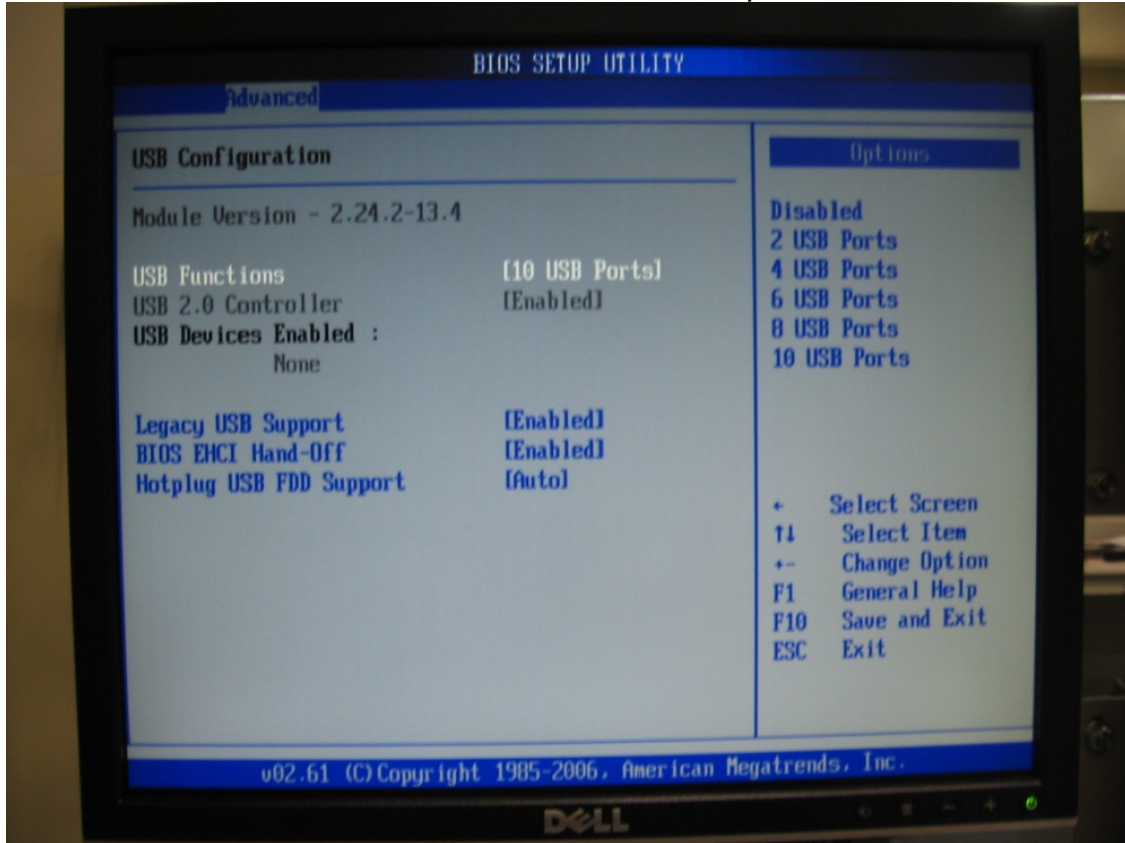 BIOS SETUP UTILITY
Advanced
USB Configuration
Module Version - 2.24.2-13.4
USB Functions [10 USB Ports]
USB 2.0 Controller [Enabled]
USB Devices Enabled :
None
Legacy USB Support [Enabled]
BIOS EHCI Hand-Off [Enabled]
Hotplug USB FDD Support [Auto]
Options
Disabled
2 USB Ports
4 USB Ports
6 USB Ports
8 USB Ports
10 USB Ports
← Select Screen
↑↓ Select Item
+- Change Option
F1 General Help
F10 Save and Exit
ESC Exit
v02.61 (C)Copyright 1985-2006, American Megatrends, Inc.
DELL